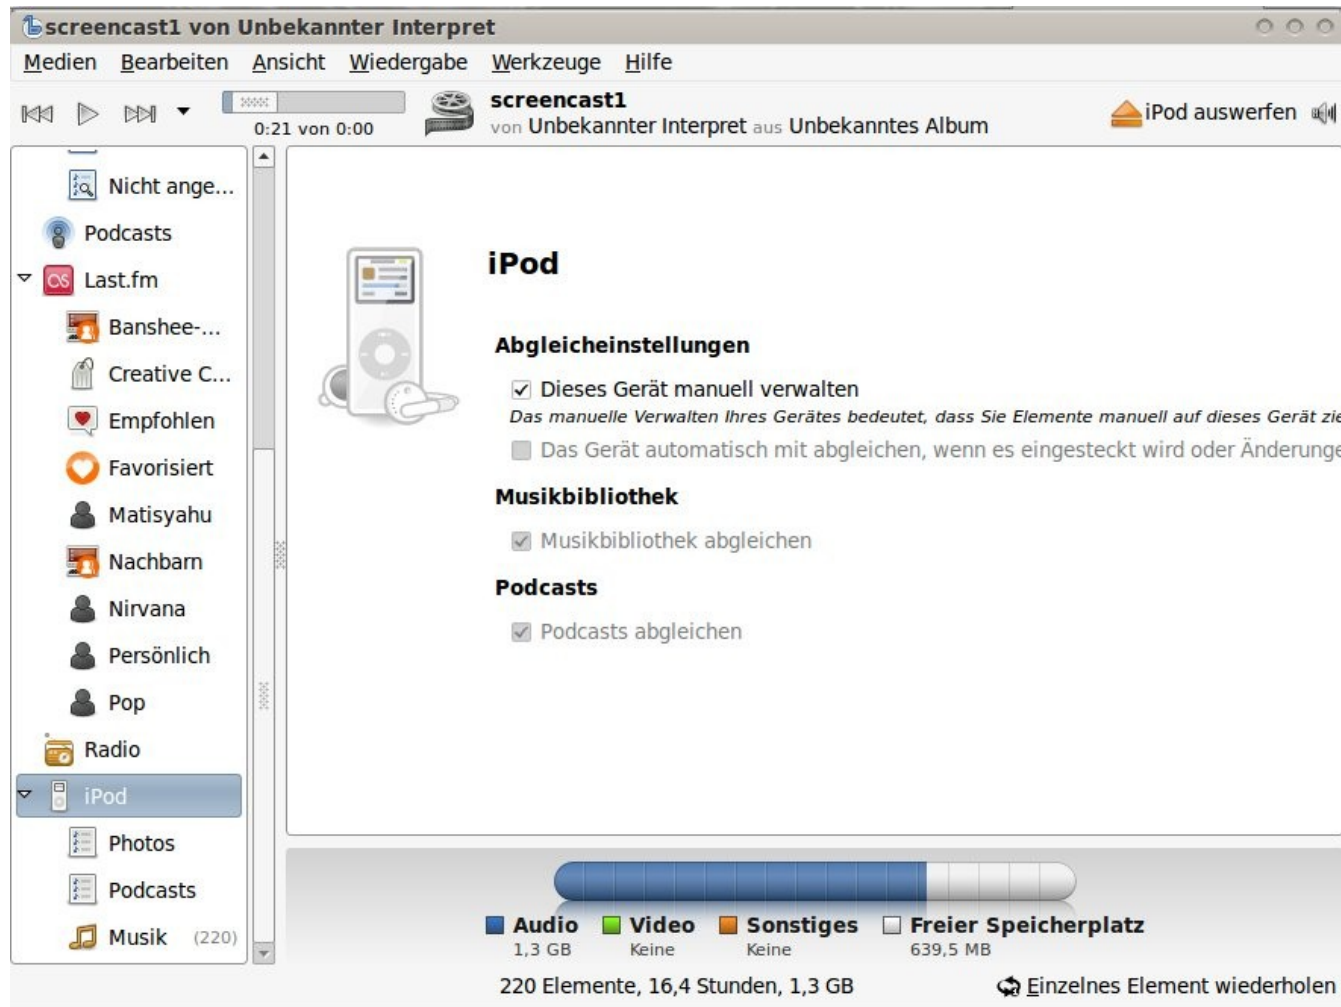 screencast1 von Unbekannter Interpret
Medien Bearbeiten Ansicht Wiedergabe Werkzeuge Hilfe
0:21 von 0:00
screencast1
von Unbekannter Interpret aus Unbekanntes Album
iPod auswerfen
Nicht ange...
Podcasts
Last.fm
Banshee-...
Creative C...
Empfohlen
Favorisiert
Matisyahu
Nachbarn
Nirvana
Persönlich
Pop
Radio
iPod
Photos
Podcasts
Musik (220)
iPod
Abgleicheinstellungen
Dieses Gerät manuell verwalten
Das manuelle Verwalten Ihres Gerätes bedeutet, dass Sie Elemente manuell auf dieses Gerät zie
Das Gerät automatisch mit abgleichen, wenn es eingesteckt wird oder Änderunge
Musikbibliothek
Musikbibliothek abgleichen
Podcasts
Podcasts abgleichen
Audio Video Sonstiges Freier Speicherplatz
1,3 GB Keine Keine 639,5 MB
220 Elemente, 16,4 Stunden, 1,3 GB
Einzelnes Element wiederholen